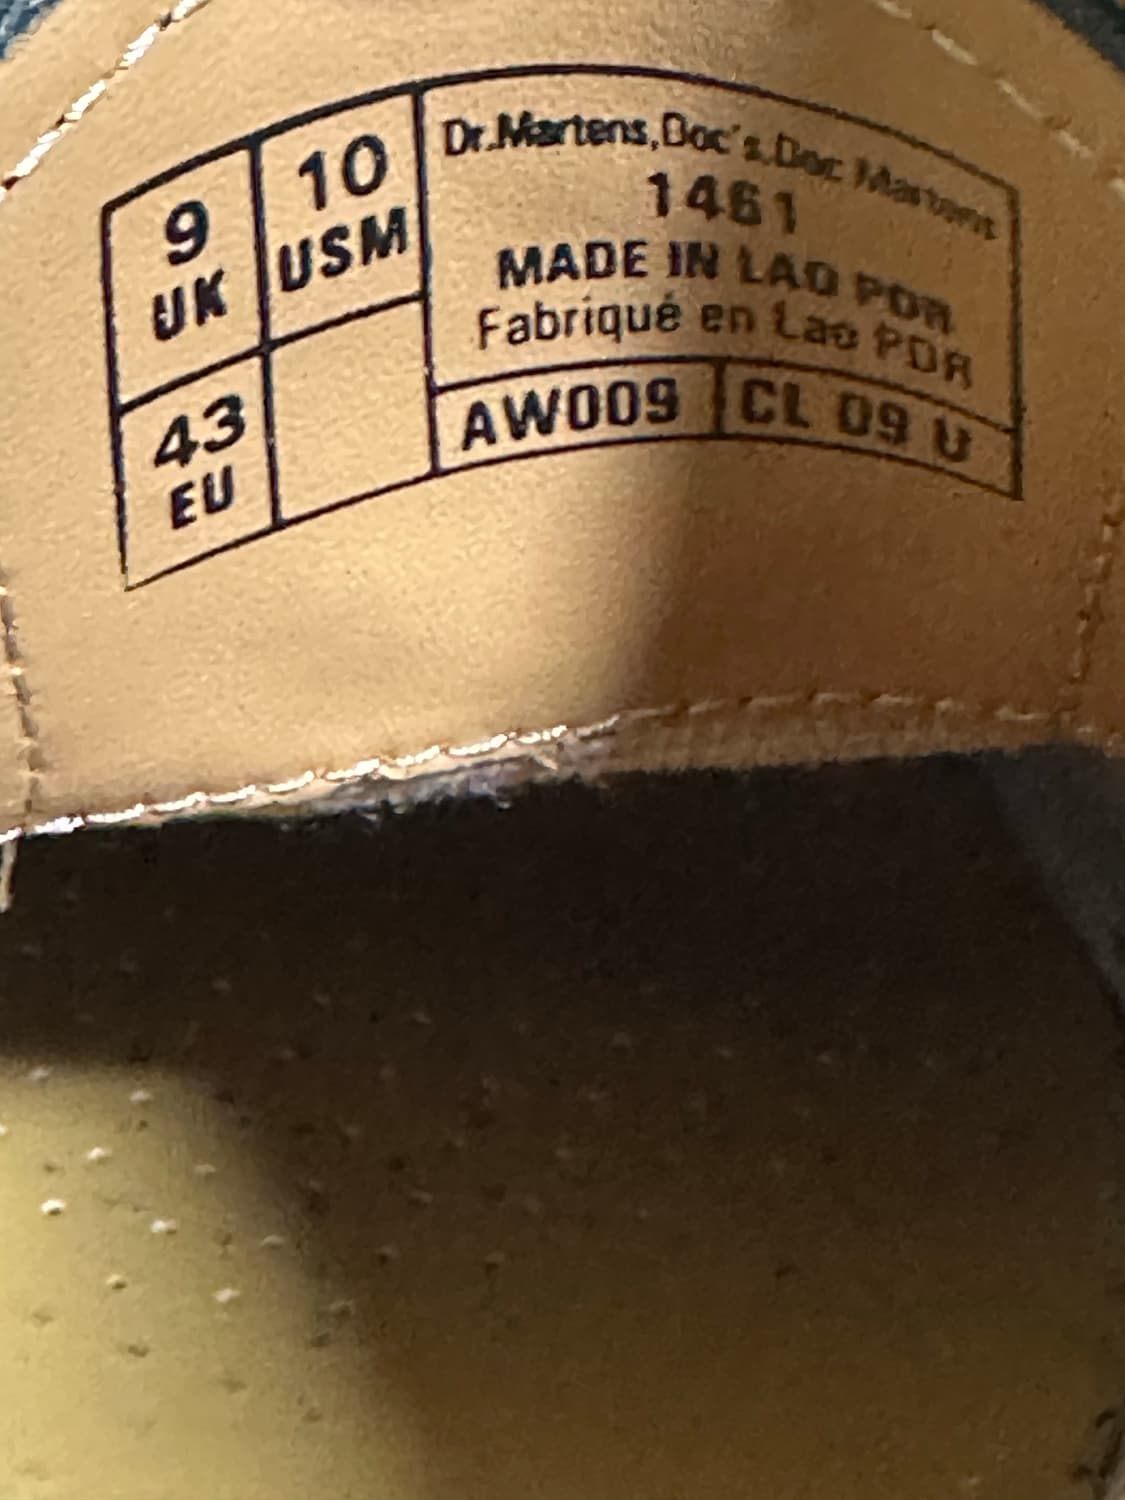 9
UK
10
USM
43
EU
Dr.Martens,Doc's,Doc Martens
1461
MADE IN LAO PDR
Fabriqué en Lao PDR
AW009
CL 09 U